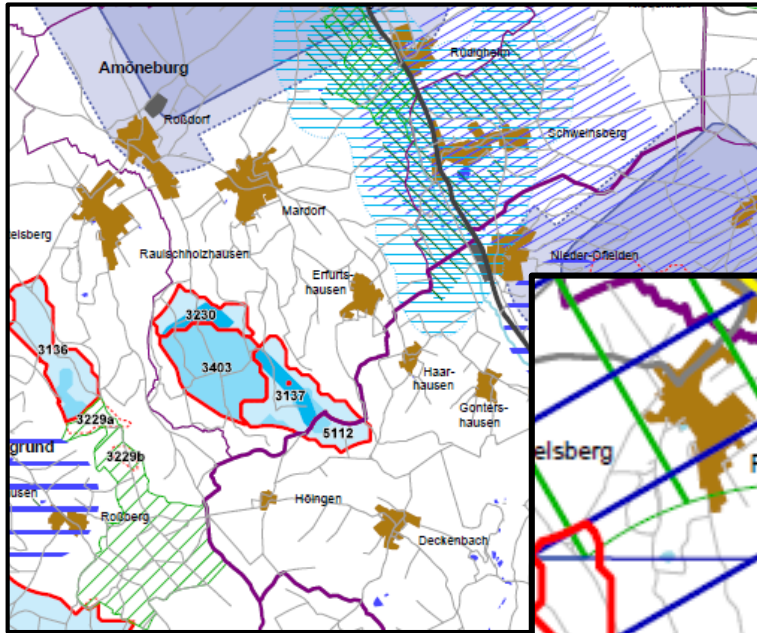 Rüdigheim
Amöneburg
Roßdorf
Schweinsberg
Mardorf
elsberg
Rauischholzhausen
Nieder-Ofleiden
Erfurts-
hausen
3230
3136
3403
Haar-
hausen
3137
Gonters-
hausen
3229a
5112
grund
3229b
ausen
Höingen
Roßberg
Deckenbach
elsberg